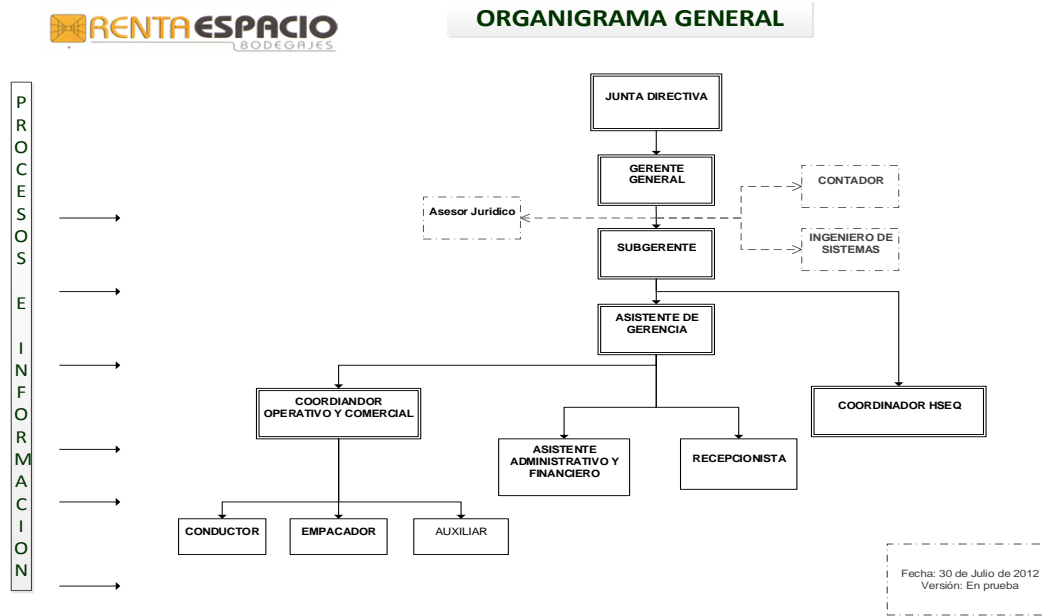 RENTA ESPACIO
BODEGAJES
ORGANIGRAMA GENERAL
PROCESOS E INFORMACION
JUNTA DIRECTIVA
GERENTE
GENERAL
CONTADOR
Asesor Juridico
SUBGERENTE
INGENIERO DE
SISTEMAS
ASISTENTE DE
GERENCIA
COORDIANDOR
OPERATIVO Y COMERCIAL
COORDINADOR HSEQ
ASISTENTE
ADMINISTRATIVO Y
FINANCIERO
RECEPCIONISTA
CONDUCTOR
EMPACADOR
AUXILIAR
Fecha: 30 de Julio de 2012
Versión: En prueba